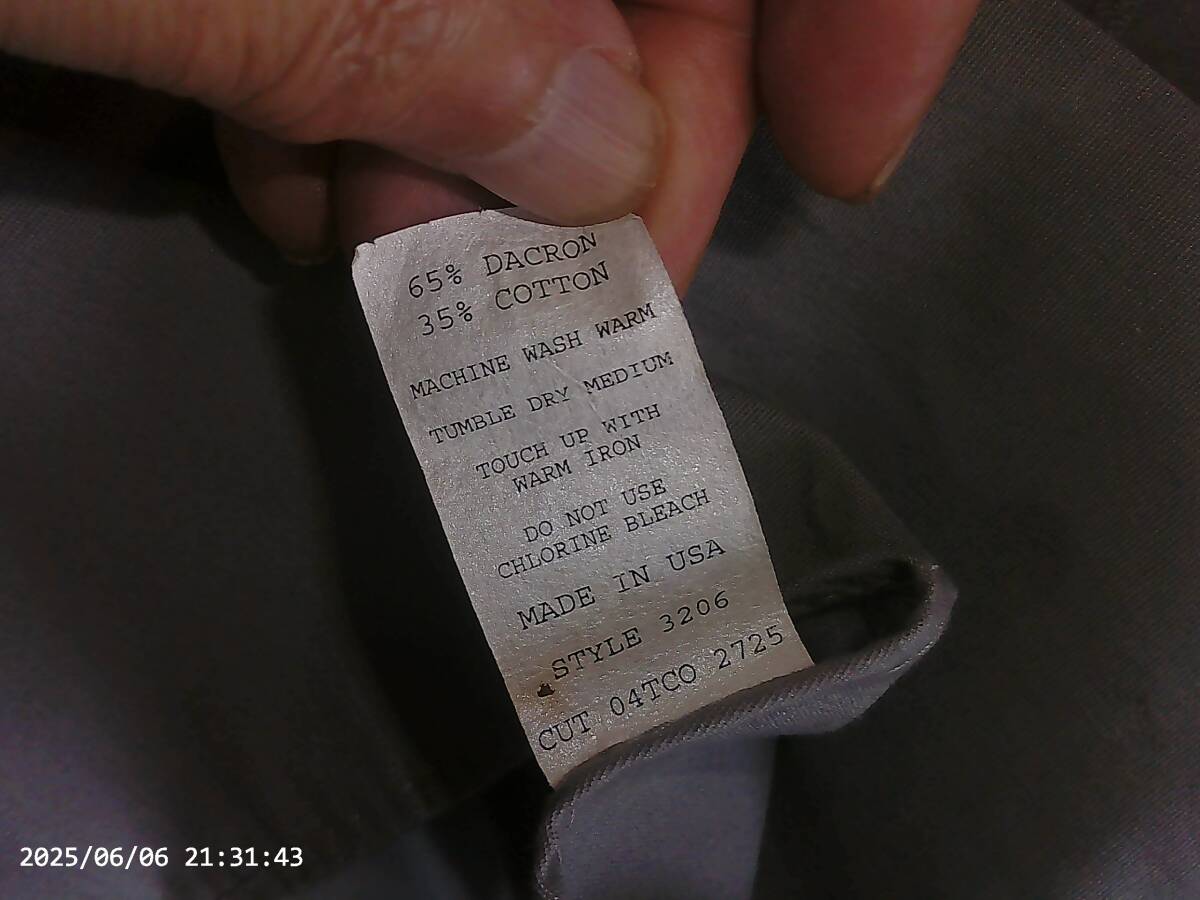 65% DACRON
35% COTTON
MACHINE WASH WARM
TUMBLE DRY MEDIUM
TOUCH UP WITH
WARM IRON
DO NOT USE
CHLORINE BLEACH
MADE IN USA
STYLE 3206
CUT 04TCO 2725
2025/06/06 21:31:43